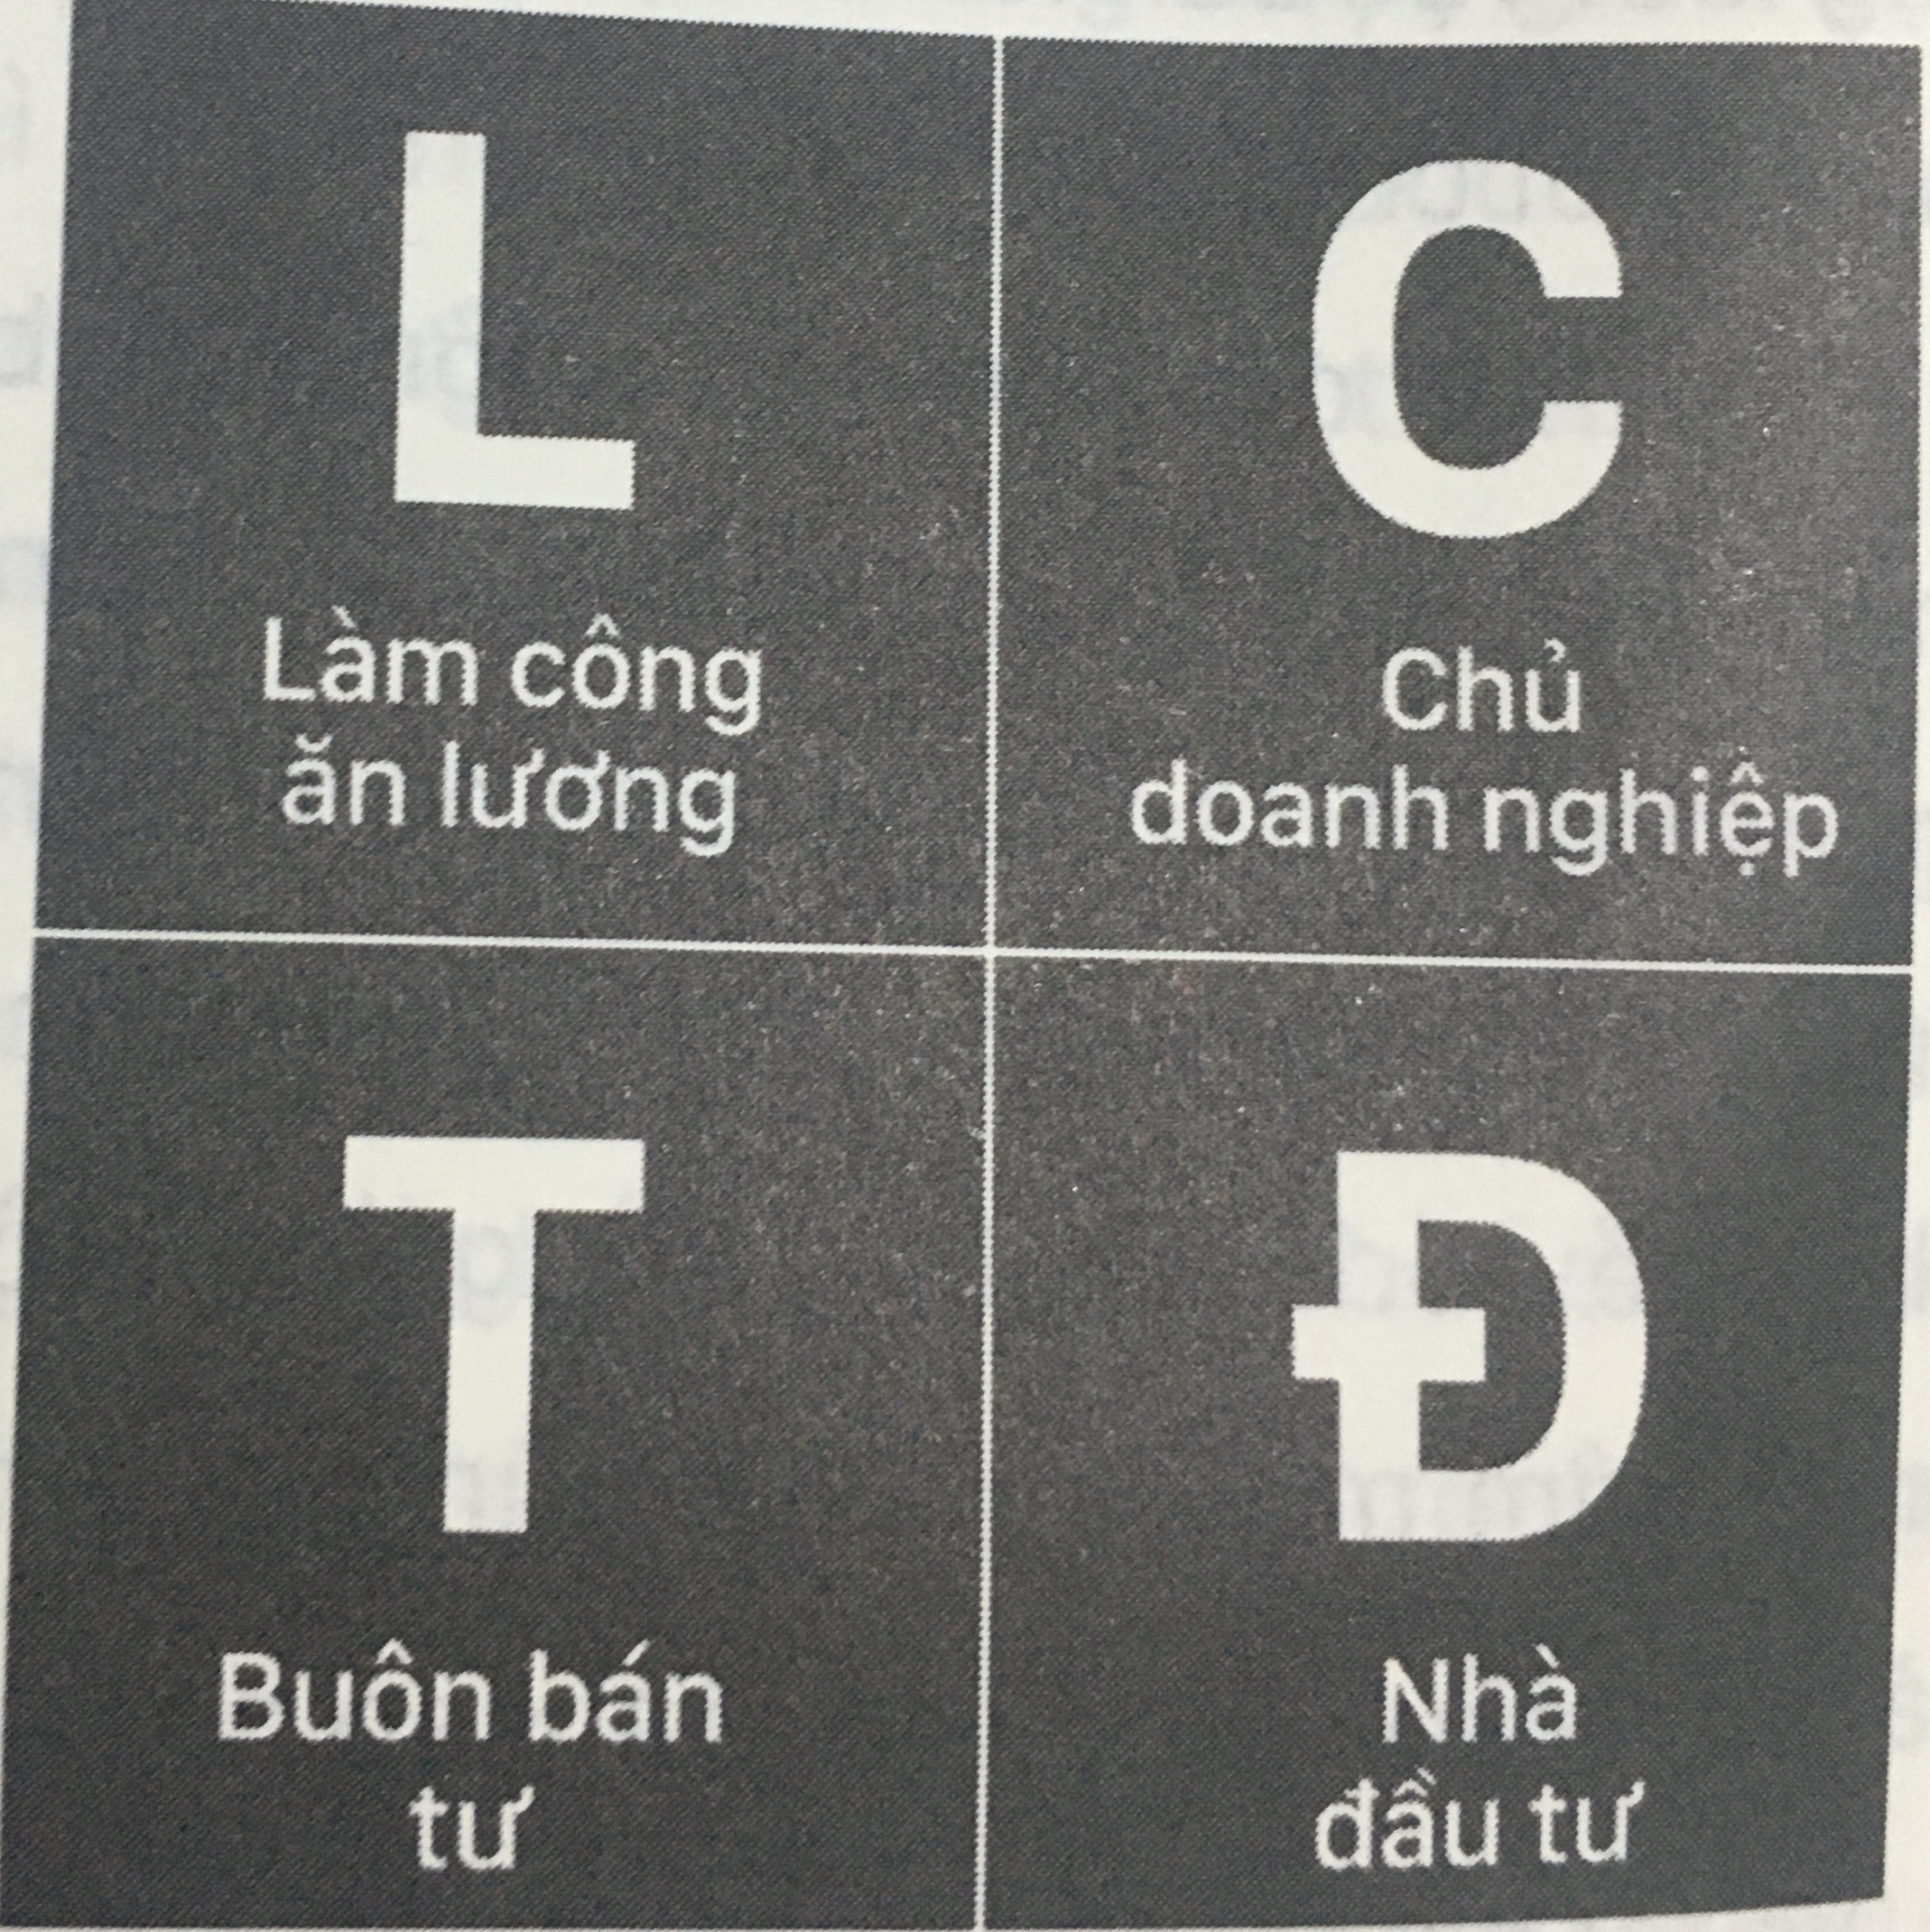 L
Làm công
ăn lương
C
Chủ
doanh nghiệp
T
Buôn bán
tư
Đ
Nhà
đầu tư